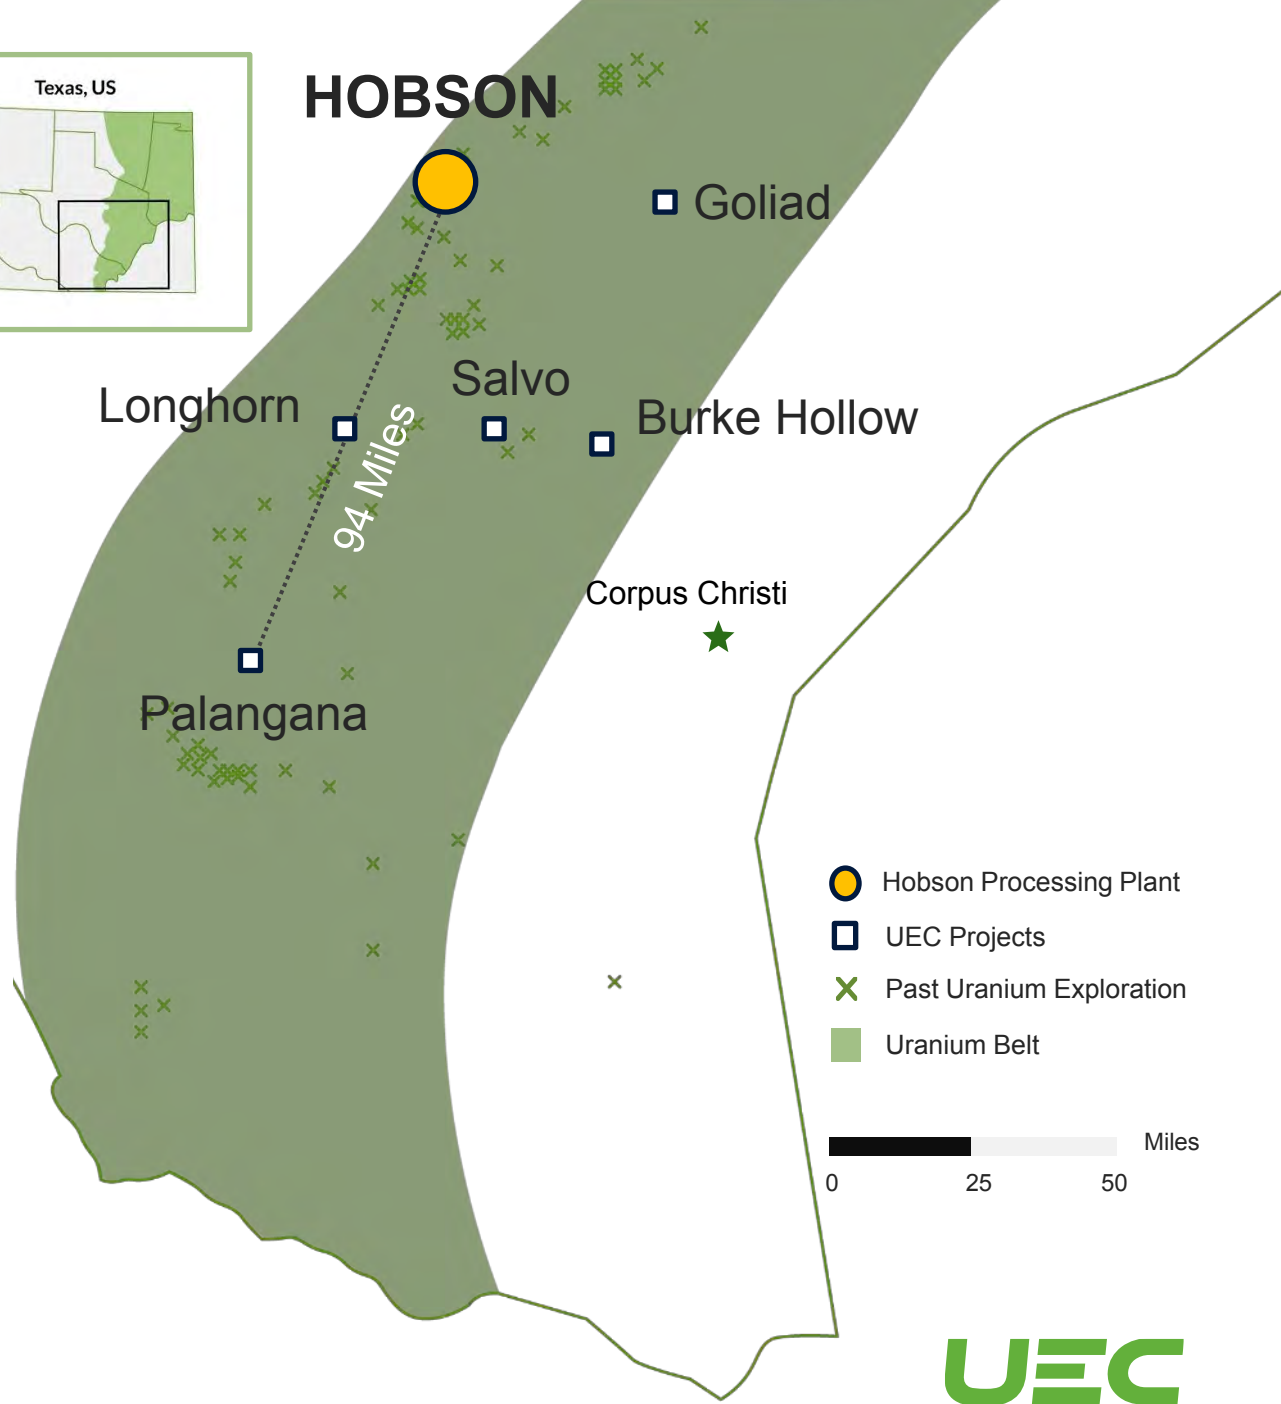 Texas, US
HOBSON
Goliad
Salvo
Longhorn
Burke Hollow
94 Miles
Corpus Christi
Palangana
Hobson Processing Plant
UEC Projects
Past Uranium Exploration
Uranium Belt
Miles
0 25 50
UEC